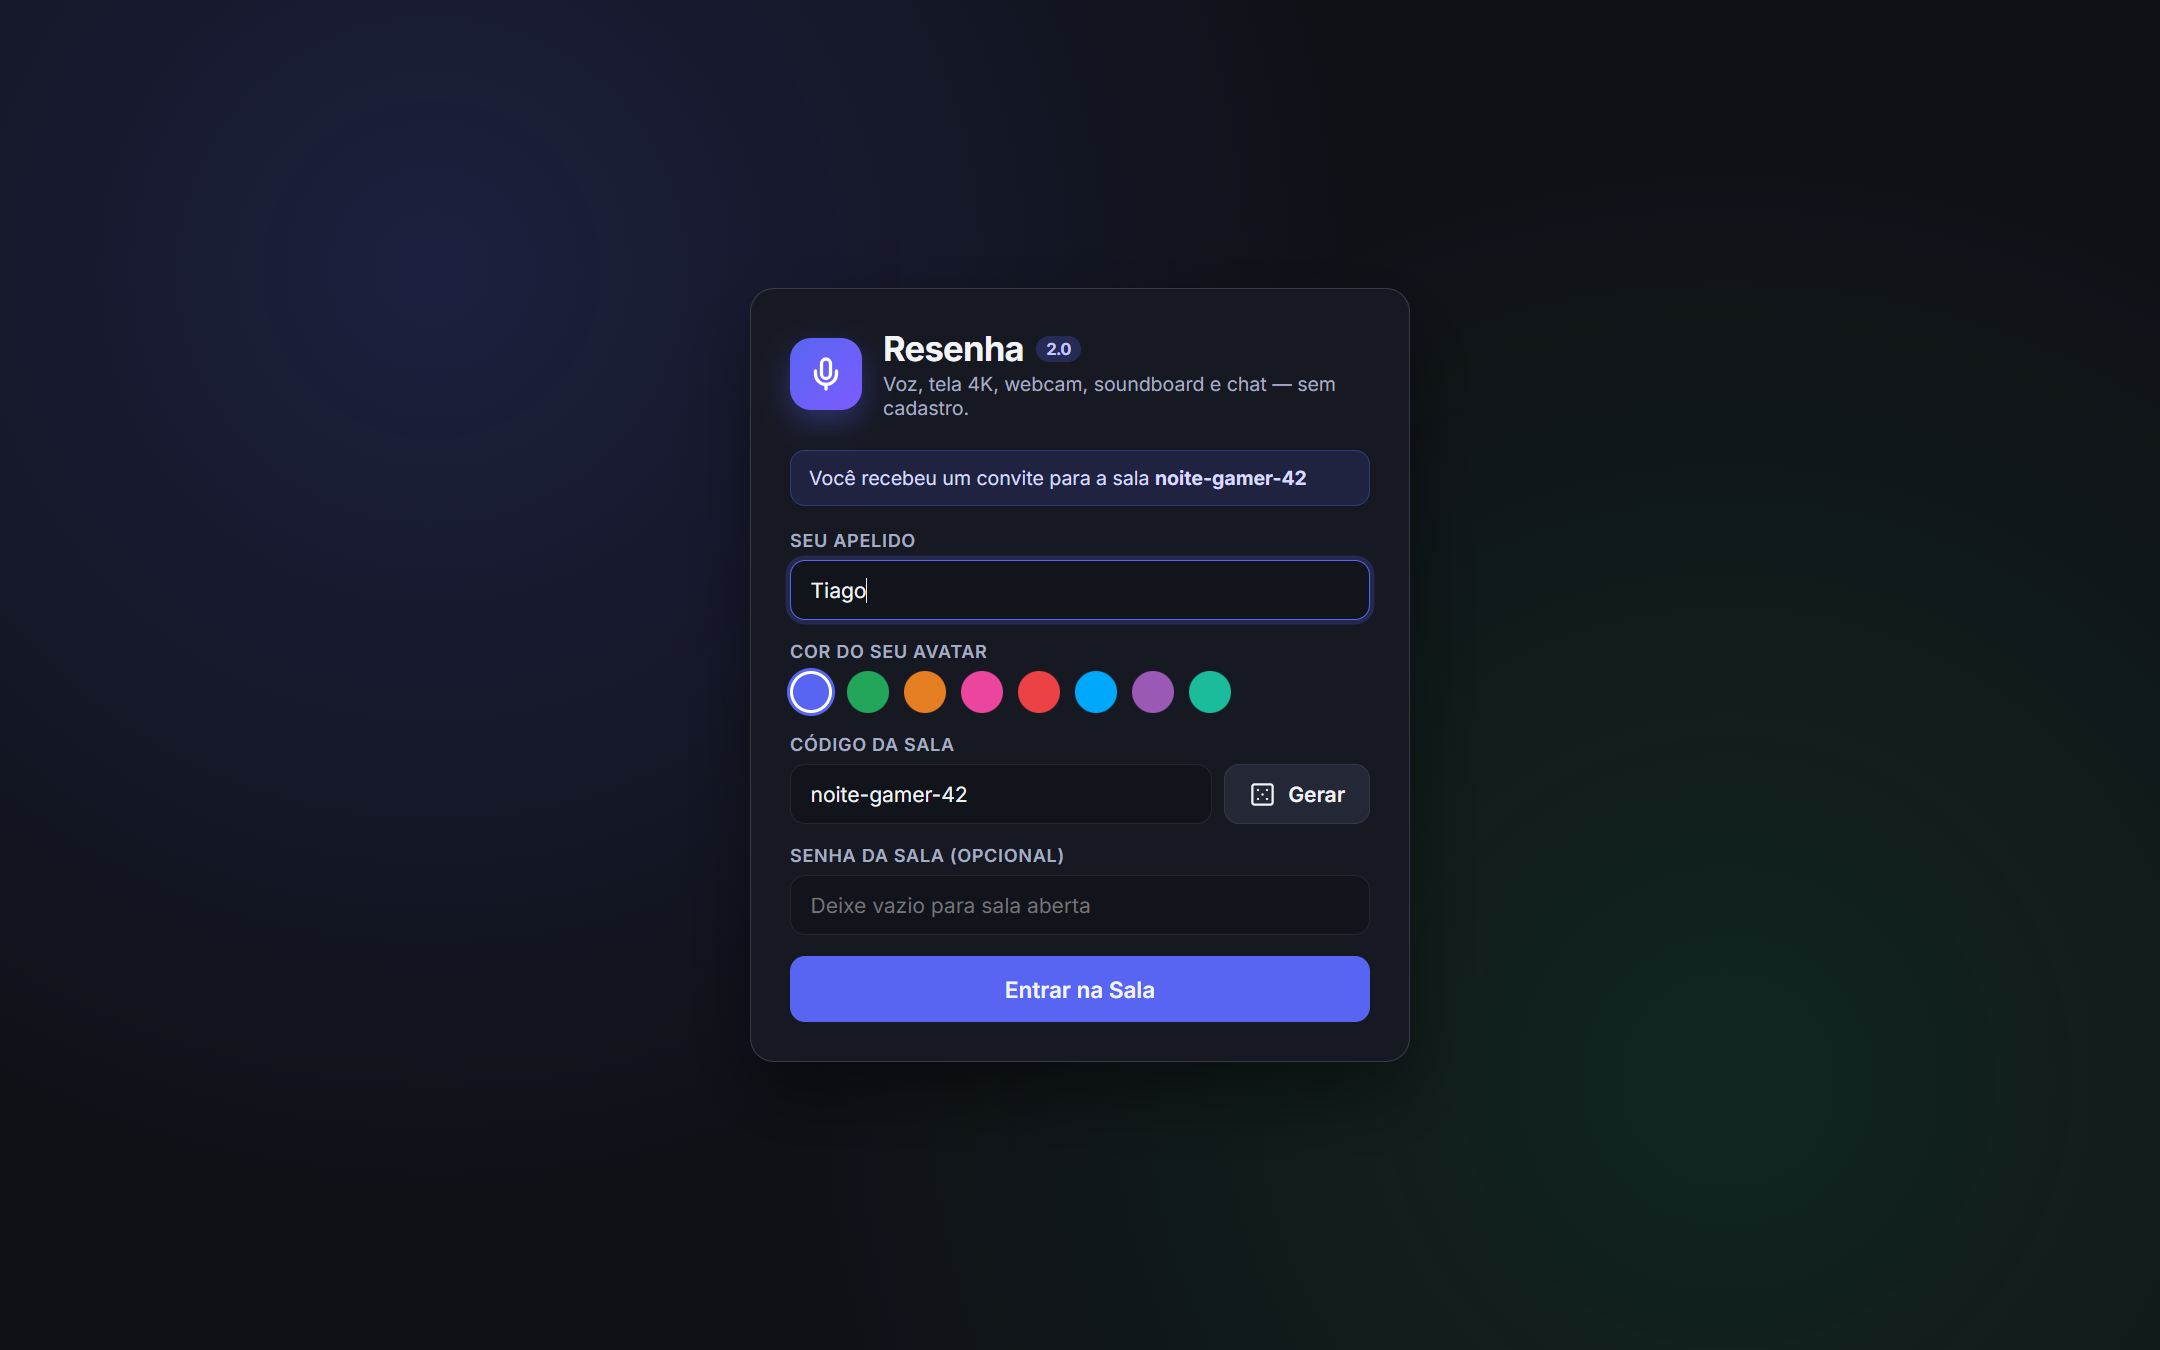 Resenha 2.0
Voz, tela 4K, webcam, soundboard e chat — sem
cadastro.
Você recebeu um convite para a sala noite-gamer-42
SEU APELIDO
Tiago
COR DO SEU AVATAR
CÓDIGO DA SALA
noite-gamer-42 Gerar
SENHA DA SALA (OPCIONAL)
Deixe vazio para sala aberta
Entrar na Sala